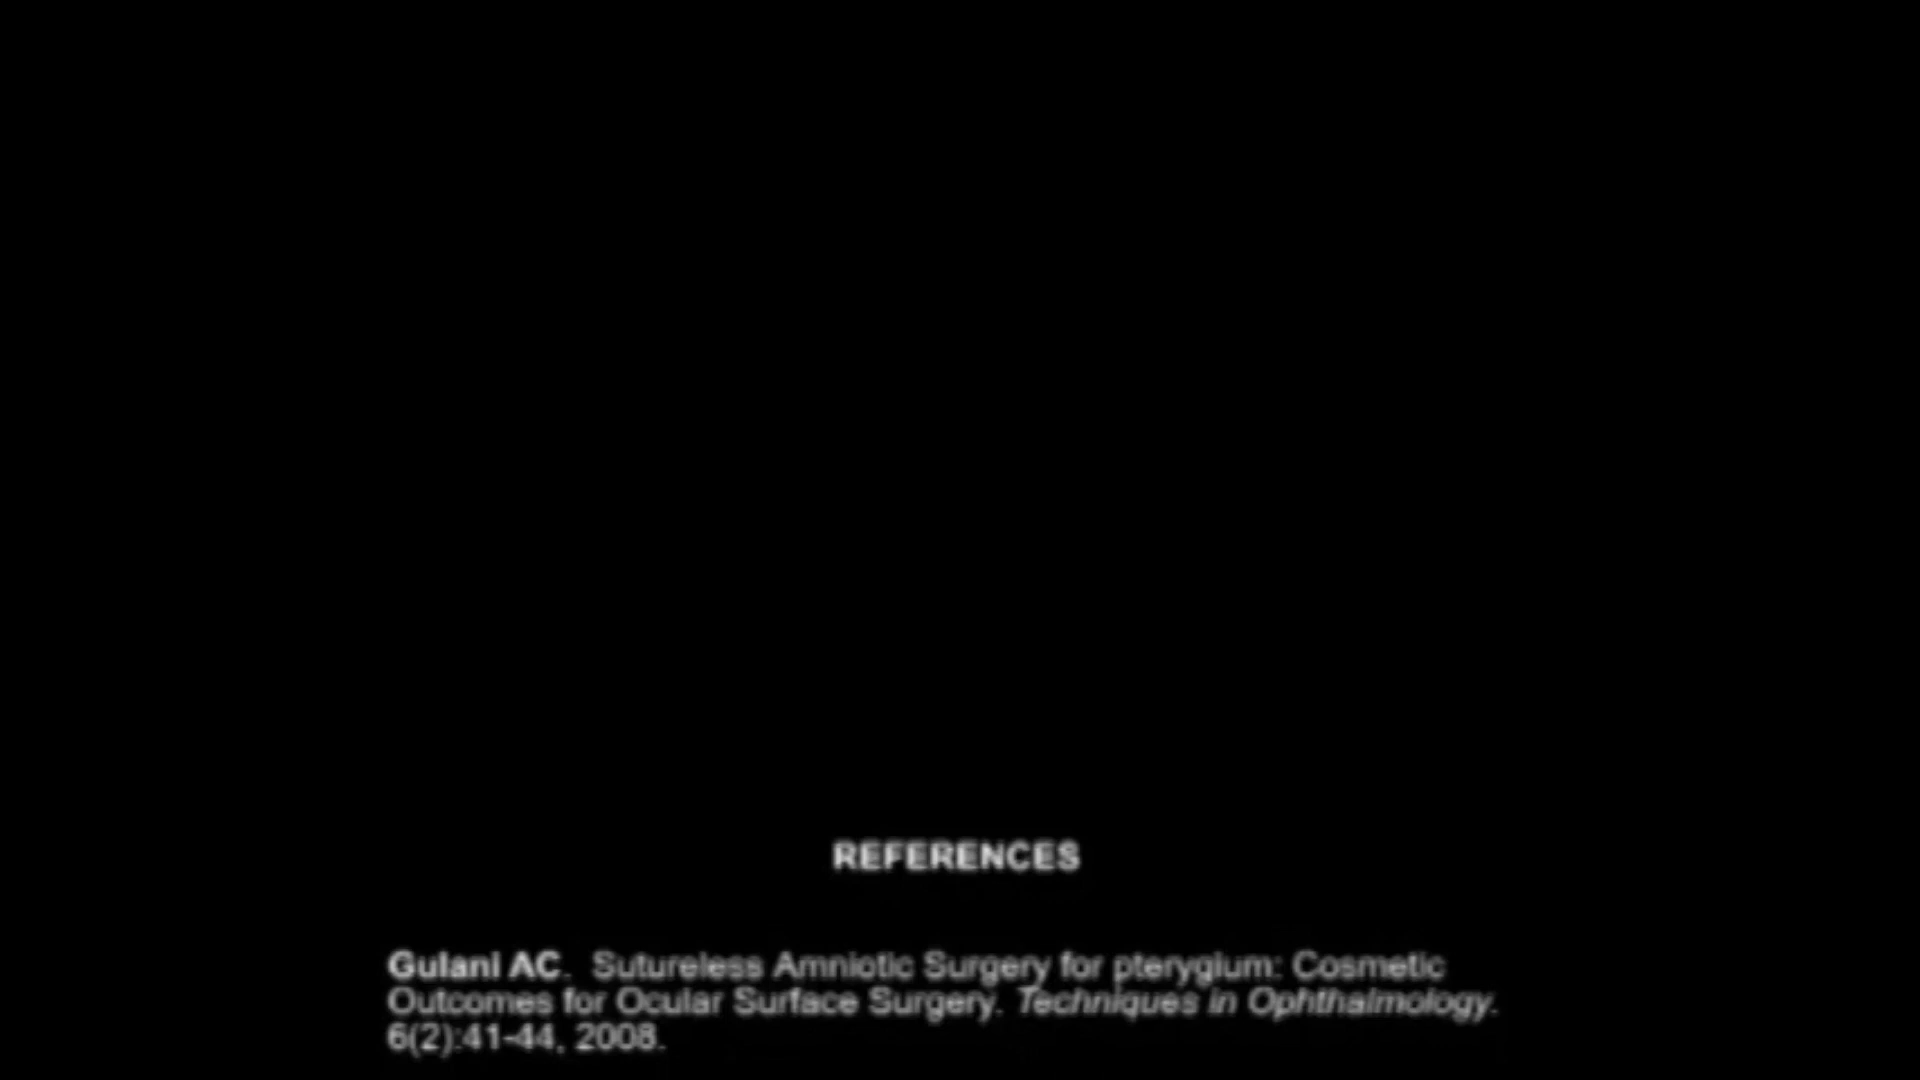 REFERENCES
Gulani AC.  Sutureless Amniotic Surgery for pterygium: Cosmetic
Outcomes for Ocular Surface Surgery. Techniques in Ophthalmology.
6(2):41-44, 2008.